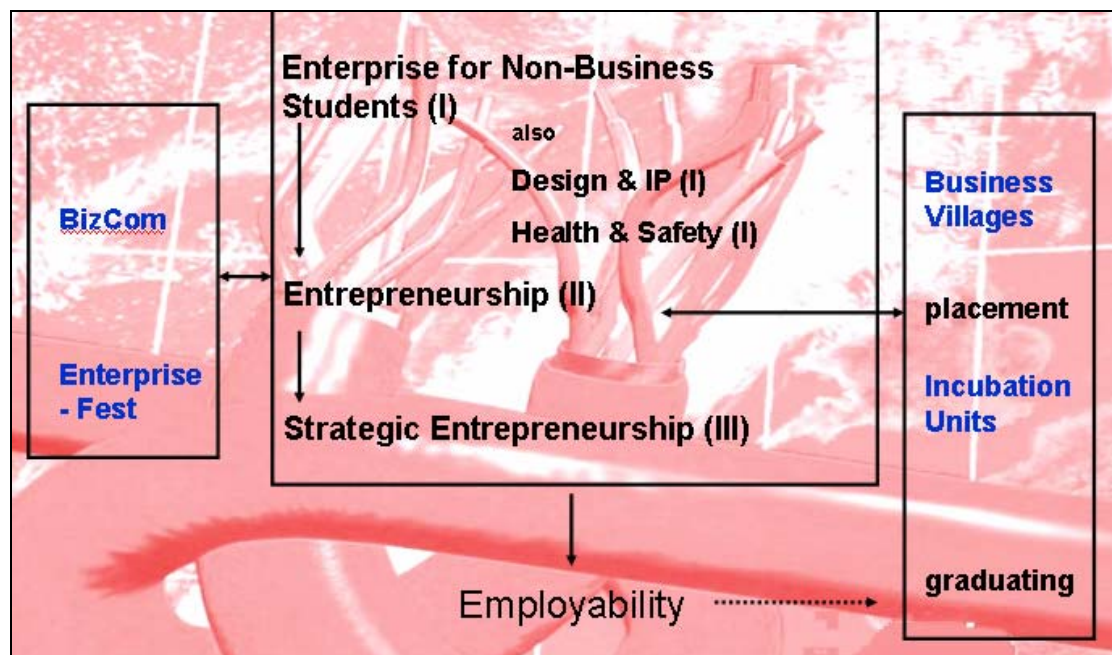 BizCom
Enterprise
- Fest
Enterprise for Non-Business
Students (I)
also
Design & IP (I)
Health & Safety (I)
Entrepreneurship (II)
Strategic Entrepreneurship (III)
Business
Villages
placement
Incubation
Units
graduating
Employability